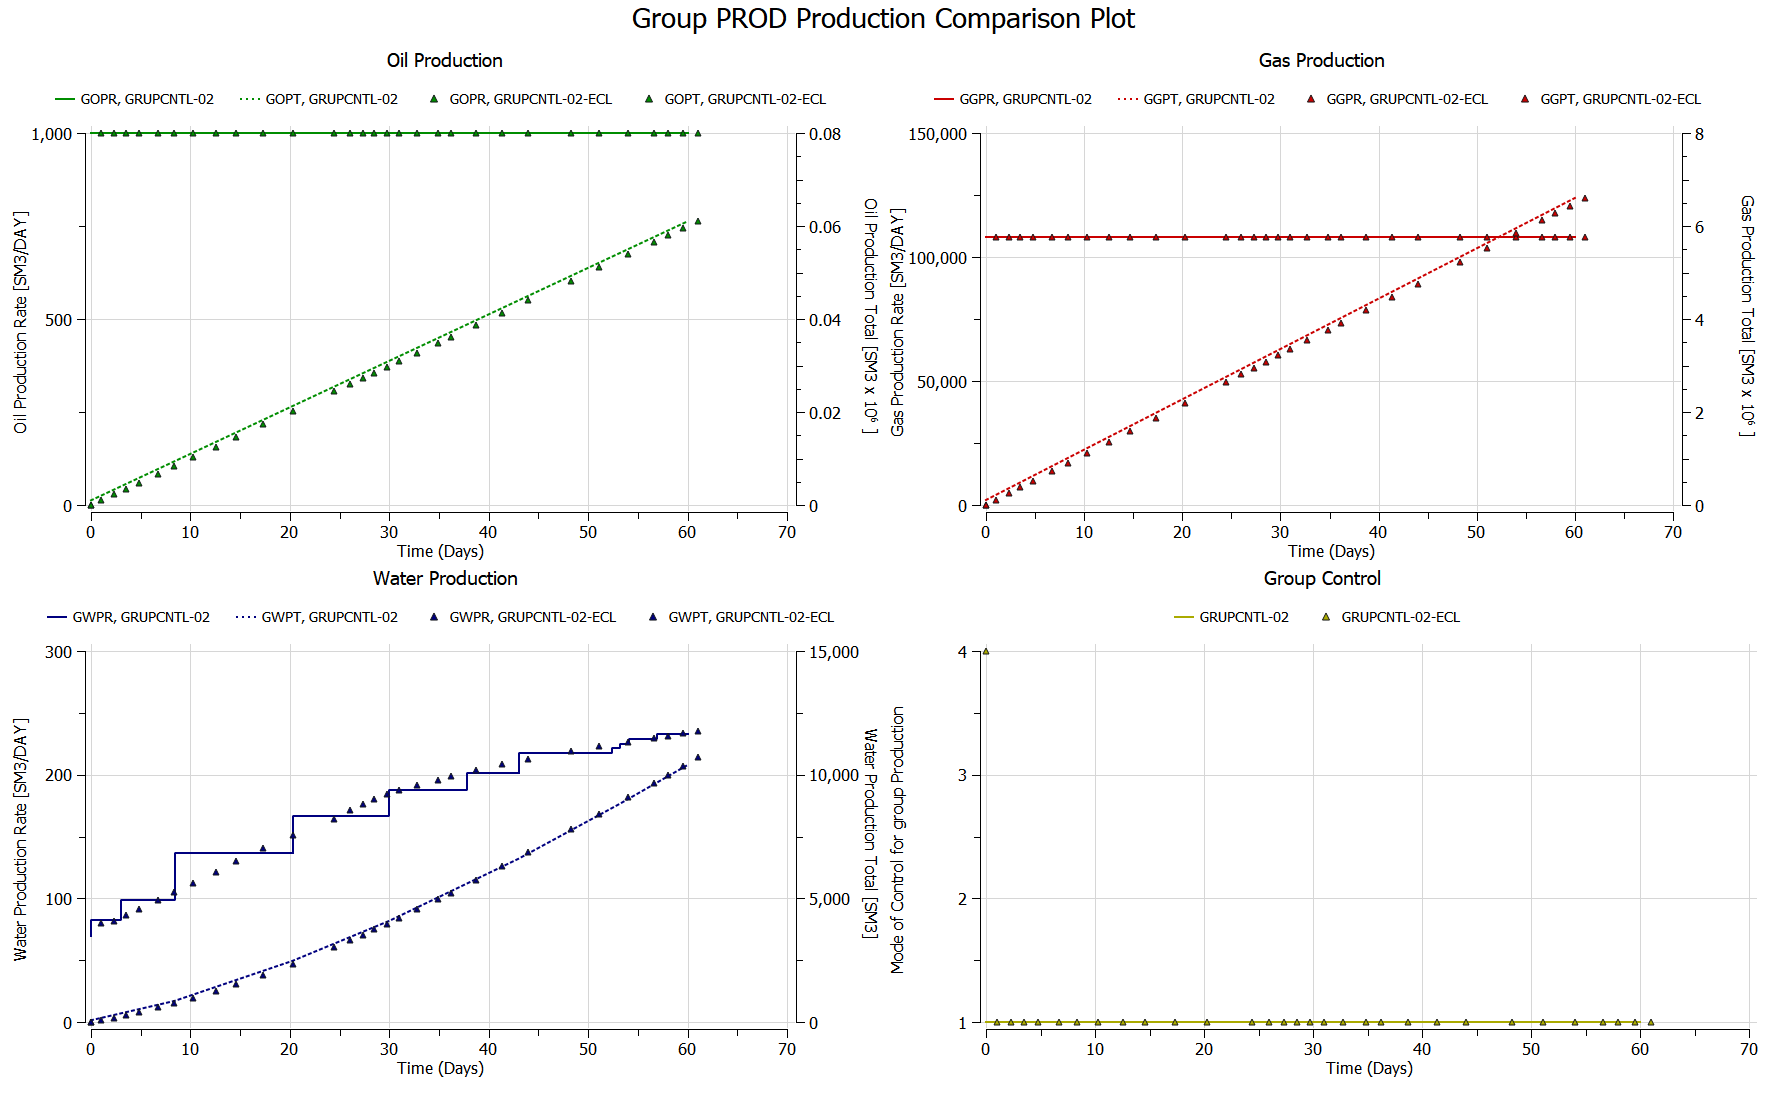 Group PROD Production Comparison Plot
Oil Production
GOPR, GRUPCNTL-02 GOPT, GRUPCNTL-02 GOPR, GRUPCNTL-02-ECL GOPT, GRUPCNTL-02-ECL
Oil Production Rate [SM3/DAY]
1,000
500
0
0.08
0.06
0.04
0.02
0
Oil Production Total [SM3 x 10⁶ ]
0 10 20 30 40 50 60 70
Time (Days)
Gas Production
GGPR, GRUPCNTL-02 GGPT, GRUPCNTL-02 GGPR, GRUPCNTL-02-ECL GGPT, GRUPCNTL-02-ECL
Gas Production Rate [SM3/DAY]
150,000
100,000
50,000
0
8
6
4
2
0
Gas Production Total [SM3 x 10⁶ ]
0 10 20 30 40 50 60 70
Time (Days)
Water Production
GWPR, GRUPCNTL-02 GWPT, GRUPCNTL-02 GWPR, GRUPCNTL-02-ECL GWPT, GRUPCNTL-02-ECL
Water Production Rate [SM3/DAY]
300
200
100
0
15,000
10,000
5,000
0
Water Production Total [SM3]
0 10 20 30 40 50 60 70
Time (Days)
Group Control
GRUPCNTL-02 GRUPCNTL-02-ECL
Mode of Control for group Production
4
3
2
1
0 10 20 30 40 50 60 70
Time (Days)